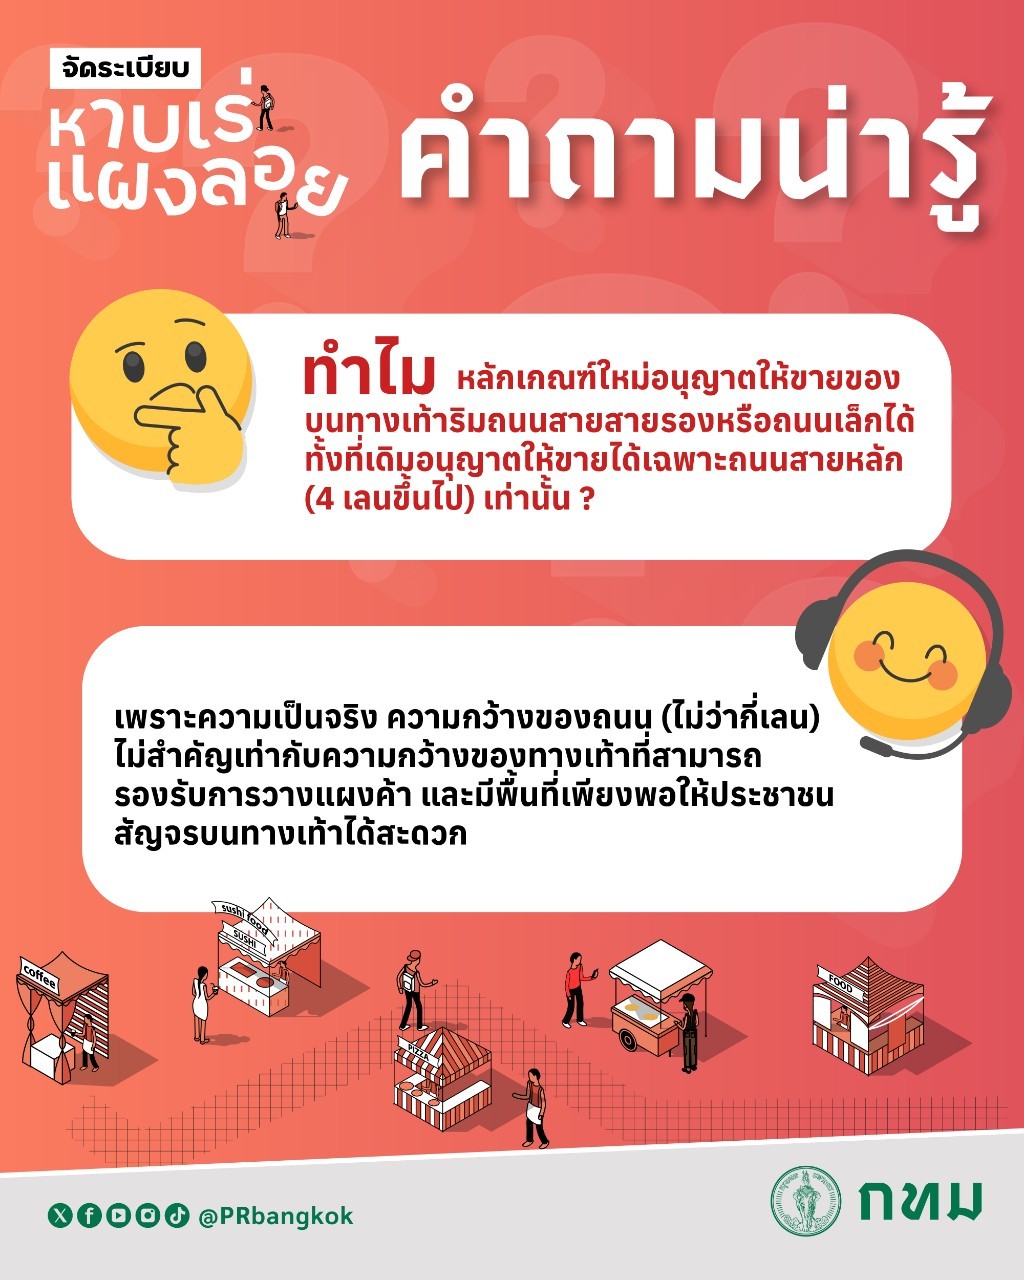 จัดระเบียบ
หาบเร่
แผงลอย
คำถามน่ารู้
ทำไม หลักเกณฑ์ใหม่อนุญาตให้ขายของ
บนทางเท้าริมถนนสายสายรองหรือถนนเล็กได้
ทั้งที่เดิมอนุญาตให้ขายได้เฉพาะถนนสายหลัก
(4 เลนขึ้นไป) เท่านั้น ?
เพราะความเป็นจริง ความกว้างของถนน (ไม่ว่ากี่เลน)
ไม่สำคัญเท่ากับความกว้างของทางเท้าที่สามารถ
รองรับการวางแผงค้า และมีพื้นที่เพียงพอให้ประชาชน
สัญจรบนทางเท้าได้สะดวก
sushi food
SUSHI
coffee
FOOD
PIZZA
@PRbangkok
กทม